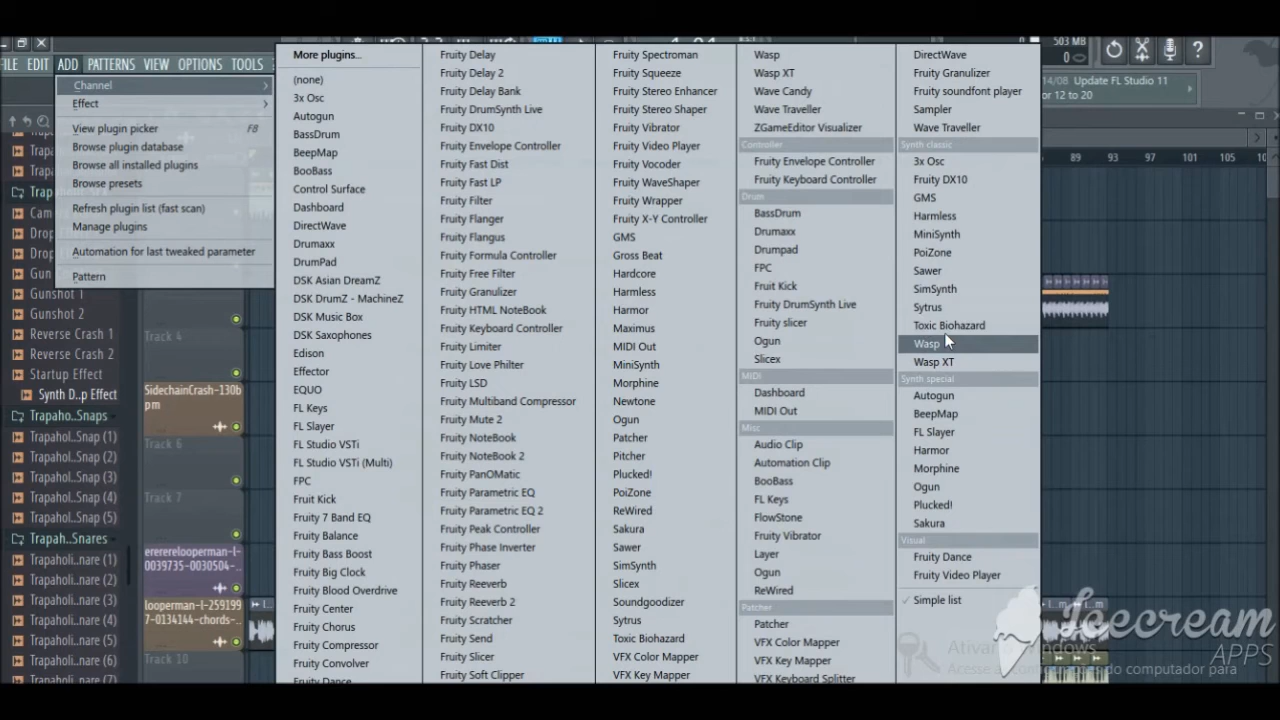 FILE EDIT ADD PATTERNS VIEW OPTIONS TOOLS
Channel
Effect
View plugin picker F8
Browse plugin database
Browse all installed plugins
Browse presets
Refresh plugin list (fast scan)
Manage plugins
Automation for last tweaked parameter
Pattern
Gunshot 1
Gunshot 2
Reverse Crash 1
Reverse Crash 2
Startup Effect
Synth D..p Effect
Trapaho..Snaps
Trapahol..Snap (1)
Trapahol..Snap (2)
Trapahol..Snap (3)
Trapahol..Snap (4)
Trapahol..Snap (5)
Trapah..Snares
Trapaholi..nare (1)
Trapaholi..nare (2)
Trapaholi..nare (3)
Trapaholi..nare (4)
Trapaholi..nare (5)
Trapaholi..nare (6)
Trapaholi..nare (7)
Track 4
SidechainCrash-130b
pm
Track 6
Track 7
ererereloopeman-l-
0039735-0030504-..
looperman-l-259199
7-0134144-chords-..
Track 10
More plugins...
(none)
3x Osc
Autogun
BassDrum
BeepMap
BooBass
Control Surface
Dashboard
DirectWave
Drumaxx
DrumPad
DSK Asian DreamZ
DSK DrumZ - MachineZ
DSK Music Box
DSK Saxophones
Edison
Effector
EQUO
FL Keys
FL Slayer
FL Studio VSTi
FL Studio VSTi (Multi)
FPC
Fruit Kick
Fruity 7 Band EQ
Fruity Balance
Fruity Bass Boost
Fruity Big Clock
Fruity Blood Overdrive
Fruity Center
Fruity Chorus
Fruity Compressor
Fruity Convolver
Fruity Dance
Fruity Delay
Fruity Delay 2
Fruity Delay Bank
Fruity DrumSynth Live
Fruity DX10
Fruity Envelope Controller
Fruity Fast Dist
Fruity Fast LP
Fruity Filter
Fruity Flanger
Fruity Flangus
Fruity Formula Controller
Fruity Free Filter
Fruity Granulizer
Fruity HTML NoteBook
Fruity Keyboard Controller
Fruity Limiter
Fruity Love Philter
Fruity LSD
Fruity Multiband Compressor
Fruity Mute 2
Fruity NoteBook
Fruity NoteBook 2
Fruity PanOMatic
Fruity Parametric EQ
Fruity Parametric EQ 2
Fruity Peak Controller
Fruity Phase Inverter
Fruity Phaser
Fruity Reeverb
Fruity Reeverb 2
Fruity Scratcher
Fruity Send
Fruity Slicer
Fruity Soft Clipper
Fruity Spectroman
Fruity Squeeze
Fruity Stereo Enhancer
Fruity Stereo Shaper
Fruity Vibrator
Fruity Video Player
Fruity Vocoder
Fruity WaveShaper
Fruity Wrapper
Fruity X-Y Controller
GMS
Gross Beat
Hardcore
Harmless
Harmor
Maximus
MIDI Out
MiniSynth
Morphine
Newtone
Ogun
Patcher
Pitcher
Plucked!
PoiZone
ReWired
Sakura
Sawer
SimSynth
Slicex
Soundgoodizer
Sytrus
Toxic Biohazard
VFX Color Mapper
VFX Key Mapper
Wasp
Wasp XT
Wave Candy
Wave Traveller
ZGameEditor Visualizer
Controller
Fruity Envelope Controller
Fruity Keyboard Controller
Drum
BassDrum
Drumaxx
Drumpad
FPC
Fruit Kick
Fruity DrumSynth Live
Fruity slicer
Ogun
Slicex
MIDI
Dashboard
MIDI Out
Misc
Audio Clip
Automation Clip
BooBass
FL Keys
FlowStone
Fruity Vibrator
Layer
Ogun
ReWired
Patcher
Patcher
VFX Color Mapper
VFX Key Mapper
VFX Keyboard Splitter
DirectWave
Fruity Granulizer
Fruity soundfont player
Sampler
Wave Traveller
Synth classic
3x Osc
Fruity DX10
GMS
Harmless
MiniSynth
PoiZone
Sawer
SimSynth
Sytrus
Toxic Biohazard
Wasp
Wasp XT
Synth special
Autogun
BeepMap
FL Slayer
Harmor
Morphine
Ogun
Plucked!
Sakura
Visual
Fruity Dance
Fruity Video Player
Simple list
503 MB
0
14/08 Update FL Studio 11
or 12 to 20
89 93 97 101 105
Icecream
APPS
Ativar o Windows
Acesse as configurações do computador para